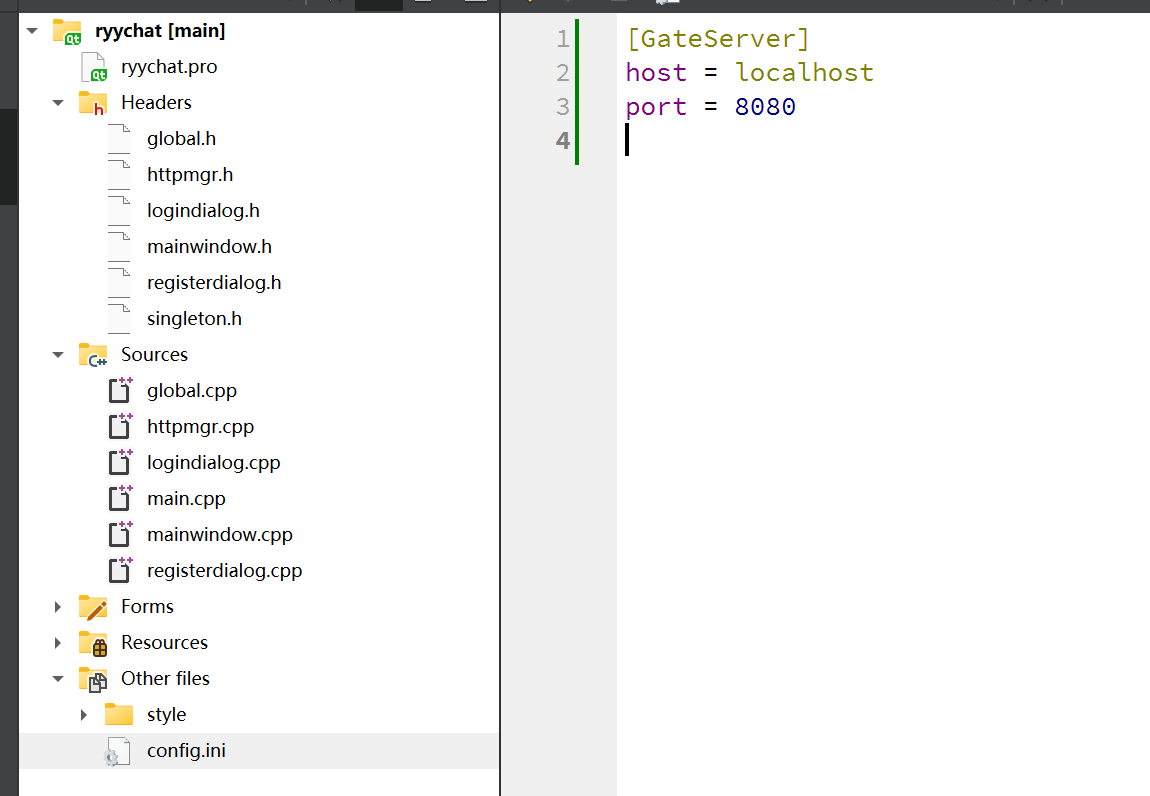 ryychat [main]
ryychat.pro
Headers
global.h
httpmgr.h
logindialog.h
mainwindow.h
registerdialog.h
singleton.h
Sources
global.cpp
httpmgr.cpp
logindialog.cpp
main.cpp
mainwindow.cpp
registerdialog.cpp
Forms
Resources
Other files
style
config.ini
1 [GateServer]
2 host = localhost
3 port = 8080
4